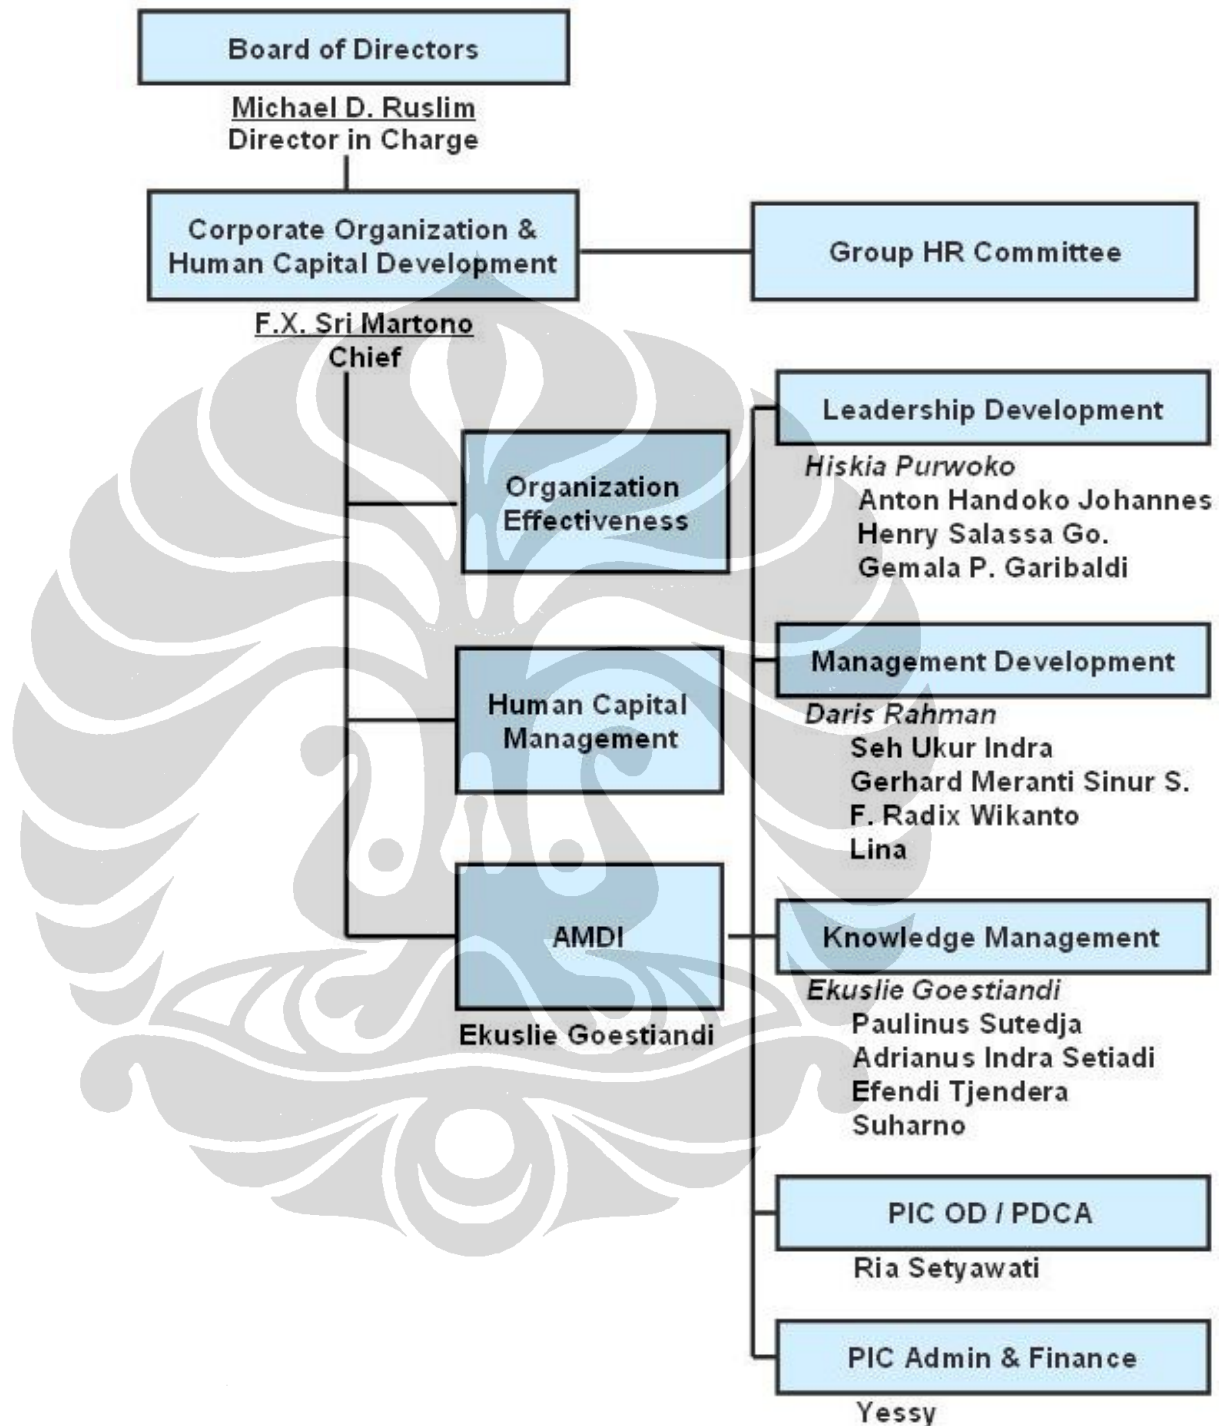 Board of Directors
Michael D. Ruslim
Director in Charge
Corporate Organization &
Human Capital Development
Group HR Committee
F.X. Sri Martono
Chief
Organization
Effectiveness
Human Capital
Management
AMDI
Ekuslie Goestiandi
Leadership Development
Hiskia Purwoko
Anton Handoko Johannes
Henry Salassa Go.
Gemala P. Garibaldi
Management Development
Daris Rahman
Seh Ukur Indra
Gerhard Meranti Sinur S.
F. Radix Wikanto
Lina
Knowledge Management
Ekuslie Goestiandi
Paulinus Sutedja
Adrianus Indra Setiadi
Efendi Tjendera
Suharno
PIC OD / PDCA
Ria Setyawati
PIC Admin & Finance
Yessy